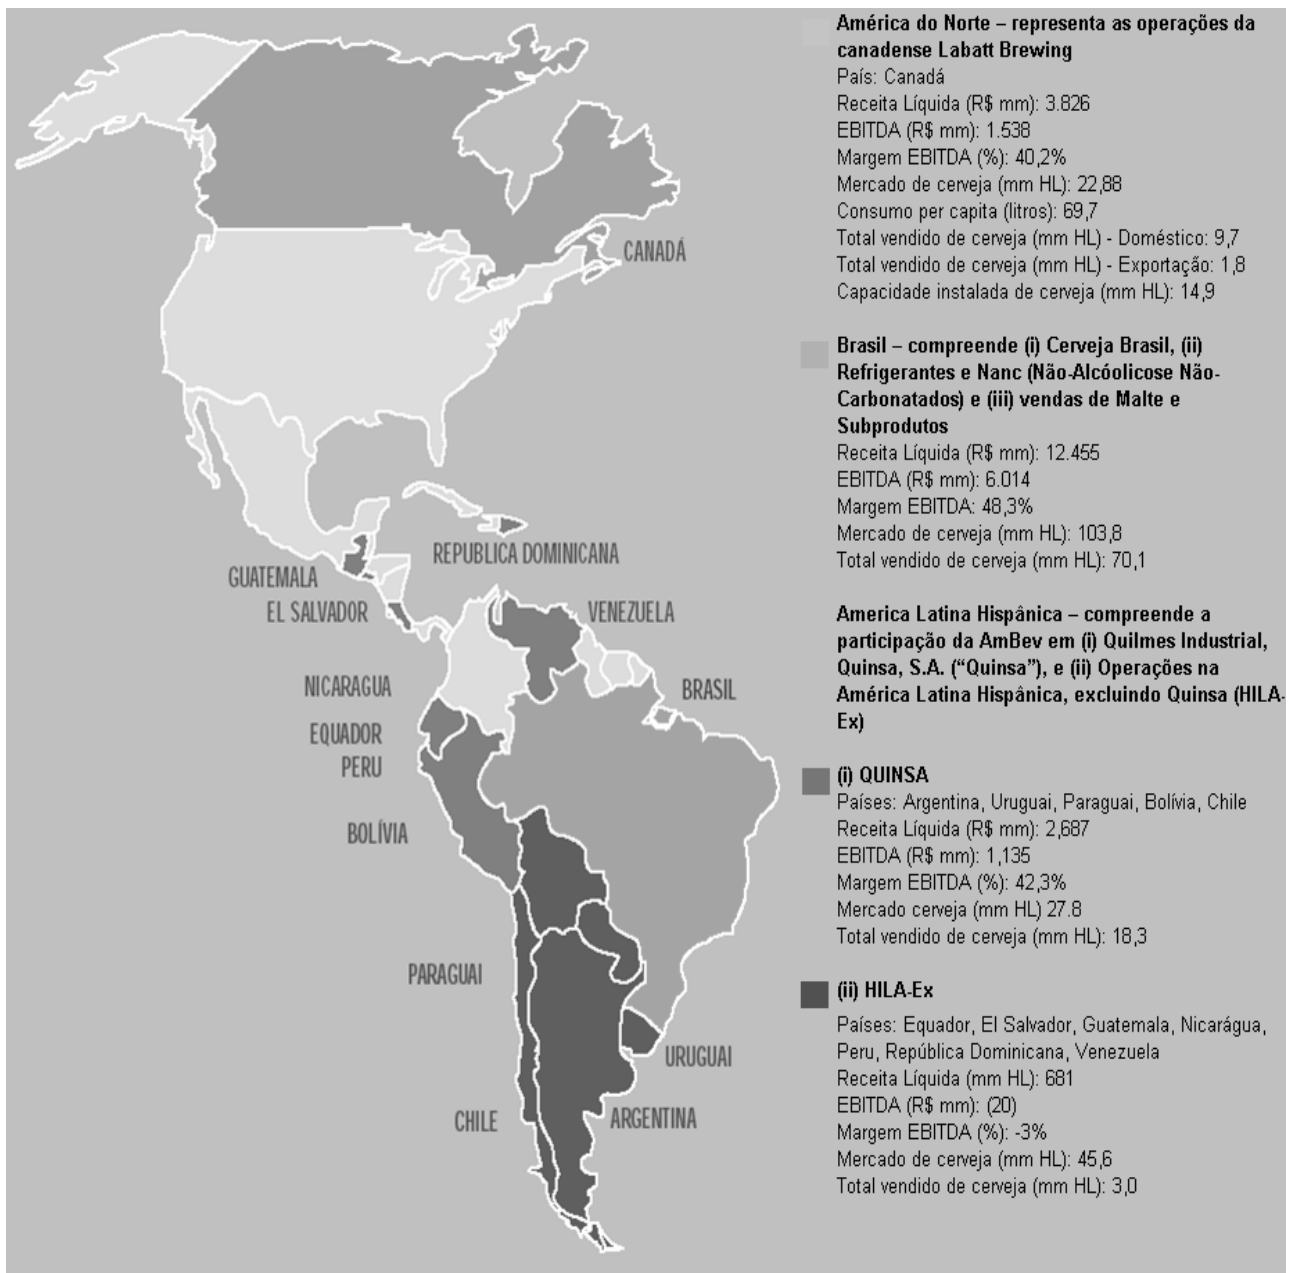 América do Norte – representa as operações da
canadense Labatt Brewing
País: Canadá
Receita Líquida (R$ mm): 3.826
EBITDA (R$ mm): 1.538
Margem EBITDA (%): 40,2%
Mercado de cerveja (mm HL): 22,88
Consumo per capita (litros): 69,7
Total vendido de cerveja (mm HL) - Doméstico: 9,7
Total vendido de cerveja (mm HL) - Exportação: 1,8
Capacidade instalada de cerveja (mm HL): 14,9
Brasil – compreende (i) Cerveja Brasil, (ii)
Refrigerantes e Nanc (Não-Alcóolicose Não-
Carbonatados) e (iii) vendas de Malte e
Subprodutos
Receita Líquida (R$ mm): 12.455
EBITDA (R$ mm): 6.014
Margem EBITDA: 48,3%
Mercado de cerveja (mm HL): 103,8
Total vendido de cerveja (mm HL): 70,1
America Latina Hispânica – compreende a
participação da AmBev em (i) Quilmes Industrial,
Quinsa, S.A. (“Quinsa”), e (ii) Operações na
América Latina Hispânica, excluindo Quinsa (HILA-
Ex)
(i) QUINSA
Países: Argentina, Uruguai, Paraguai, Bolívia, Chile
Receita Líquida (R$ mm): 2,687
EBITDA (R$ mm): 1,135
Margem EBITDA (%): 42,3%
Mercado cerveja (mm HL) 27.8
Total vendido de cerveja (mm HL): 18,3
(ii) HILA-Ex
Países: Equador, El Salvador, Guatemala, Nicarágua,
Peru, República Dominicana, Venezuela
Receita Líquida (mm HL): 681
EBITDA (R$ mm): (20)
Margem EBITDA (%): -3%
Mercado de cerveja (mm HL): 45,6
Total vendido de cerveja (mm HL): 3,0
CANADÁ
REPUBLICA DOMINICANA
GUATEMALA
EL SALVADOR
VENEZUELA
NICARAGUA
BRASIL
EQUADOR
PERU
BOLÍVIA
PARAGUAI
URUGUAI
CHILE
ARGENTINA